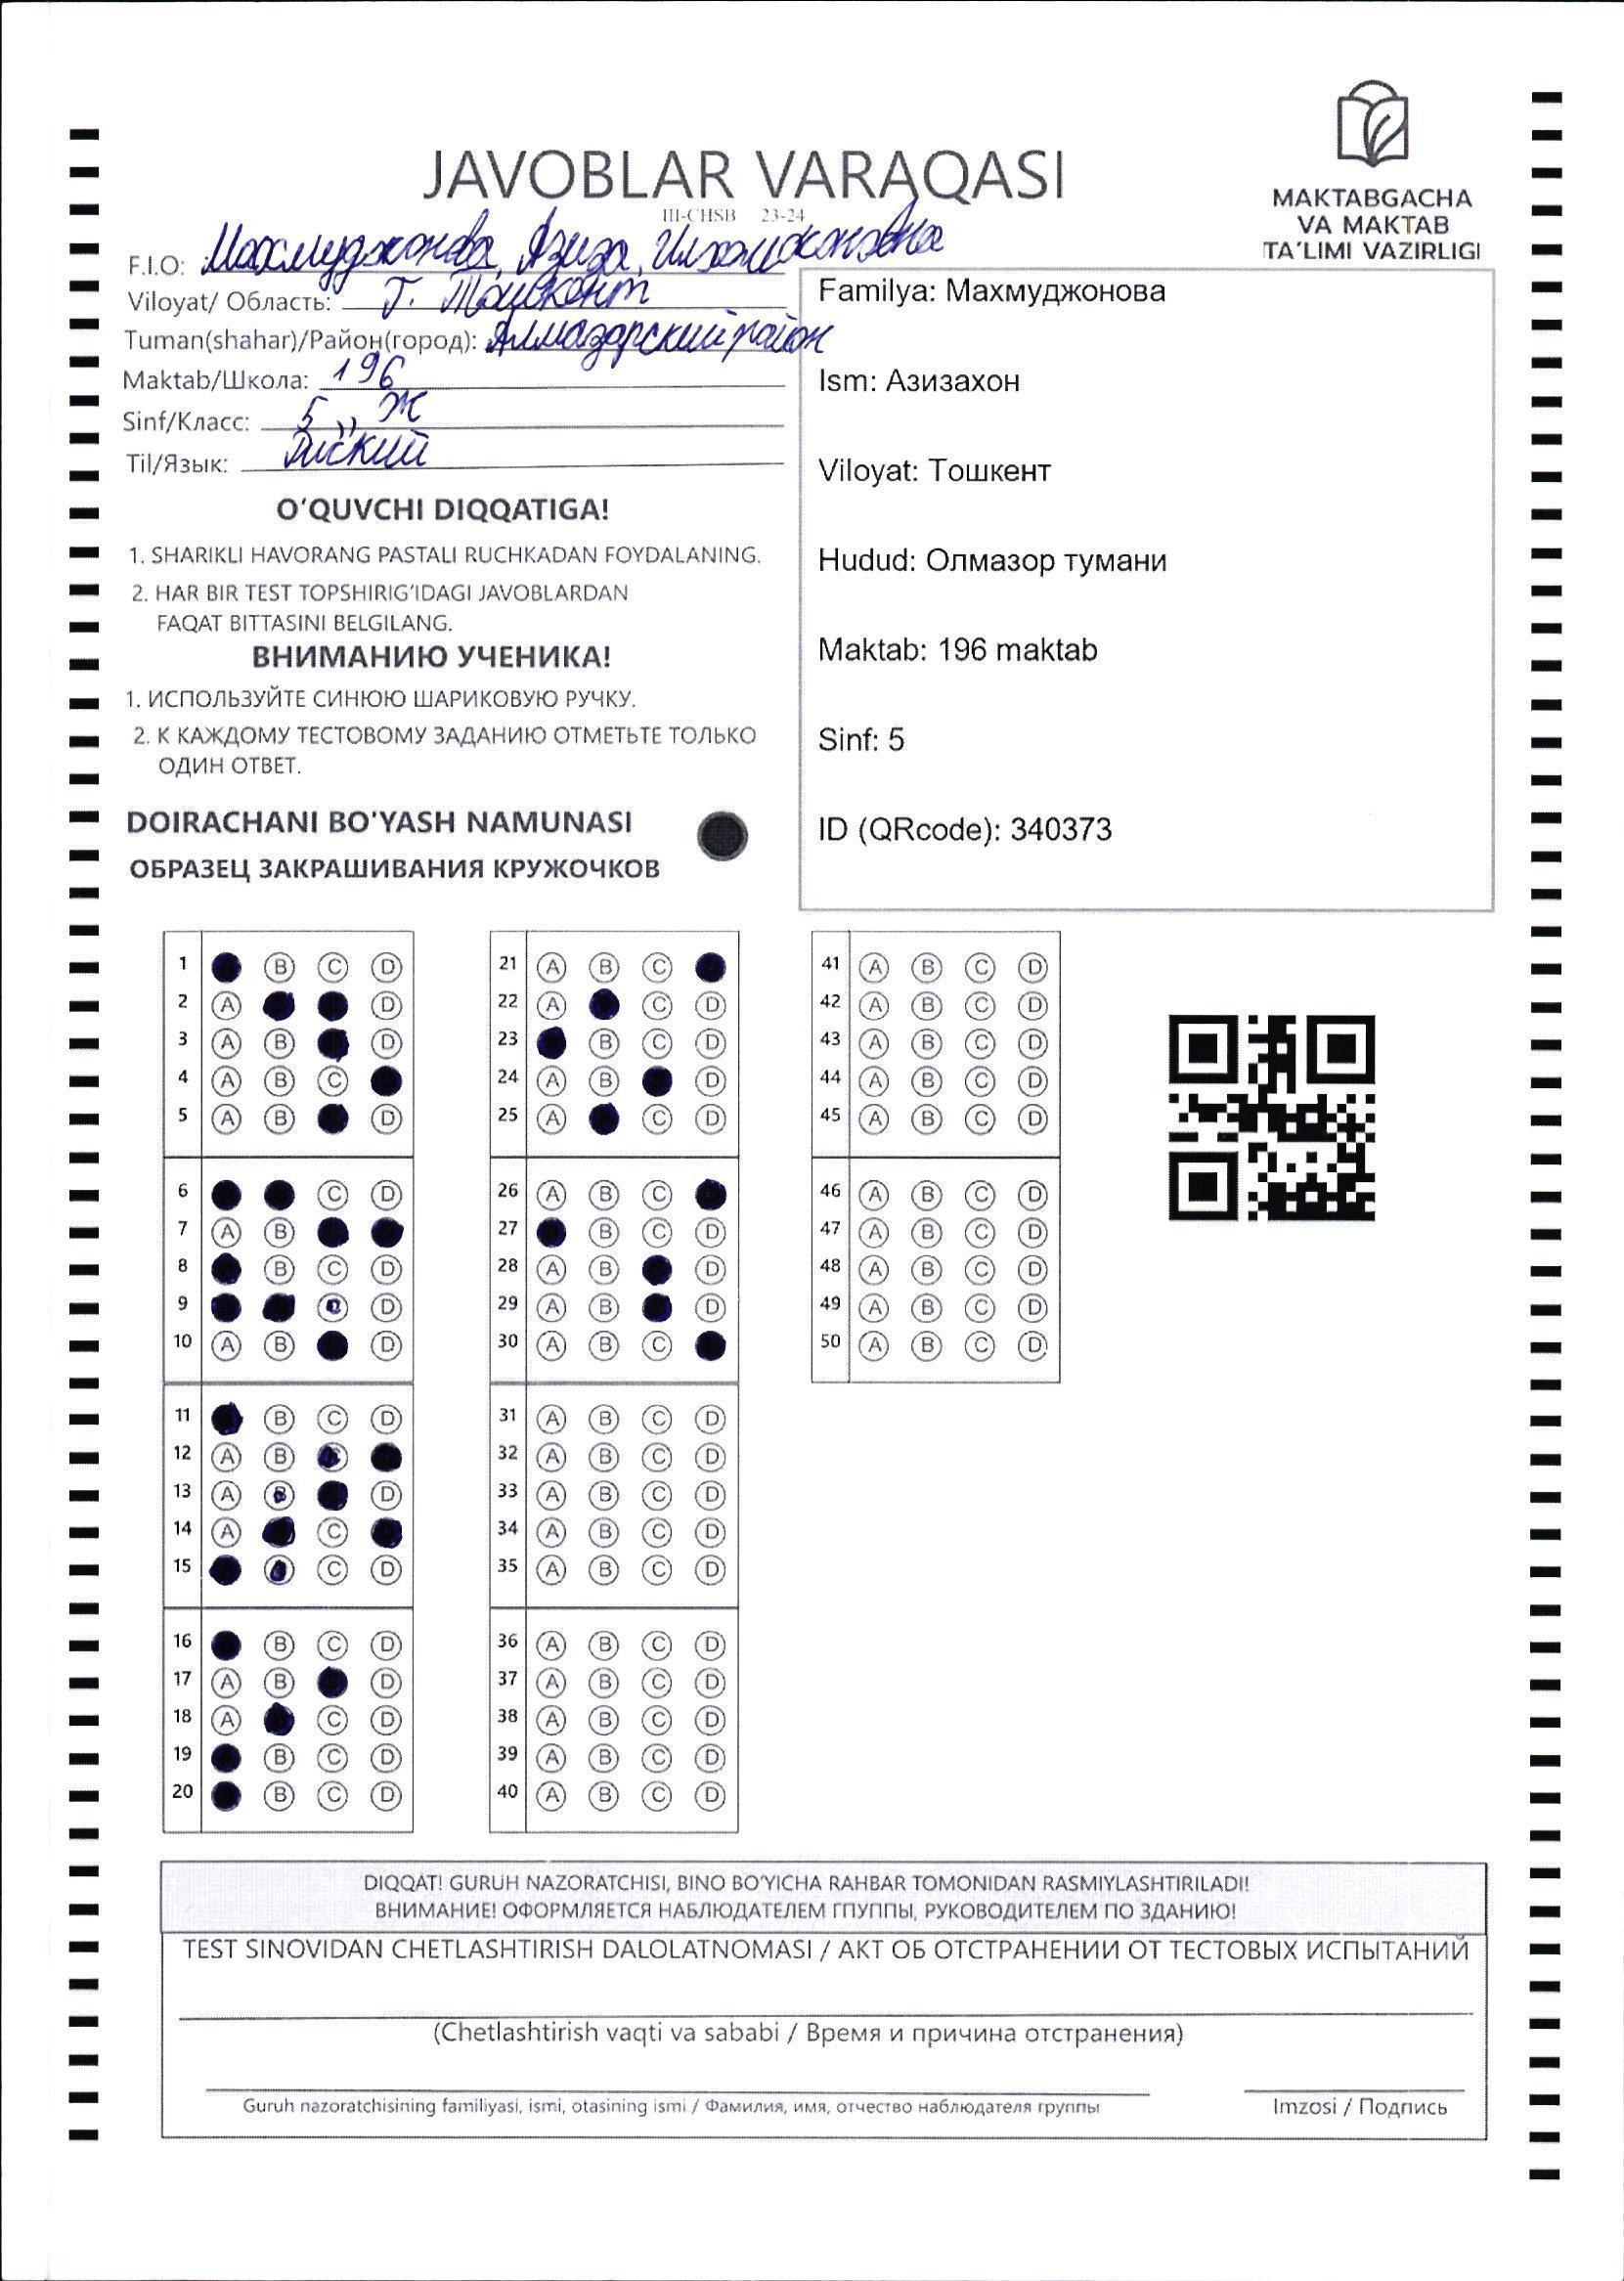 JAVOBLAR VARAQASI
III-CHSB 23-24
MAKTABGACHA
VA MAKTAB
TA'LIMI VAZIRLIGI
F.I.O: Махмуджонова Азиза
Viloyat/ Область: г. Ташкент
Tuman(shahar)/Район(город): Алмазарский район
Maktab/Школа: 196
Sinf/Класс: 5 „ Ж
Til/Язык:
Familya: Махмуджонова
Ism: Азизахон
Viloyat: Тошкент
Hudud: Олмазор тумани
Maktab: 196 maktab
Sinf: 5
ID (QRcode): 340373
O'QUVCHI DIQQATIGA!
1. SHARIKLI HAVORANG PASTALI RUCHKADAN FOYDALANING.
2. HAR BIR TEST TOPSHIRIG'IDAGI JAVOBLARDAN
FAQAT BITTASINI BELGILANG.
ВНИМАНИЮ УЧЕНИКА!
1. ИСПОЛЬЗУЙТЕ СИНЮЮ ШАРИКОВУЮ РУЧКУ.
2. К КАЖДОМУ ТЕСТОВОМУ ЗАДАНИЮ ОТМЕТЬТЕ ТОЛЬКО
ОДИН ОТВЕТ.
DOIRACHANI BO'YASH NAMUNASI
ОБРАЗЕЦ ЗАКРАШИВАНИЯ КРУЖОЧКОВ
1 B C D
2 A D
3 A B D
4 A B C
5 A B D
6 C D
7 A B
8 B C D
9 D
10 A B D
11 B C D
12 A B
13 A B D
14 A C
15 C D
16 B C D
17 A B D
18 A C D
19 B C D
20 B C D
21 A B C
22 A C D
23 B C D
24 A B D
25 A C D
26 A B C
27 B C D
28 A B D
29 A B D
30 A B C
31 A B C D
32 A B C D
33 A B C D
34 A B C D
35 A B C D
36 A B C D
37 A B C D
38 A B C D
39 A B C D
40 A B C D
41 A B C D
42 A B C D
43 A B C D
44 A B C D
45 A B C D
46 A B C D
47 A B C D
48 A B C D
49 A B C D
50 A B C D
DIQQAT! GURUH NAZORATCHISI, BINO BO'YICHA RAHBAR TOMONIDAN RASMIYLASHTIRILADI!
ВНИМАНИЕ! ОФОРМЛЯЕТСЯ НАБЛЮДАТЕЛЕМ ГПУППЫ, РУКОВОДИТЕЛЕМ ПО ЗДАНИЮ!
TEST SINOVIDAN CHETLASHTIRISH DALOLATNOMASI / АКТ ОБ ОТСТРАНЕНИИ ОТ ТЕСТОВЫХ ИСПЫТАНИЙ
(Chetlashtirish vaqti va sababi / Время и причина отстранения)
Guruh nazoratchisining familiyasi, ismi, otasining ismi / Фамилия, имя, отчество наблюдателя группы
Imzosi / Подпись